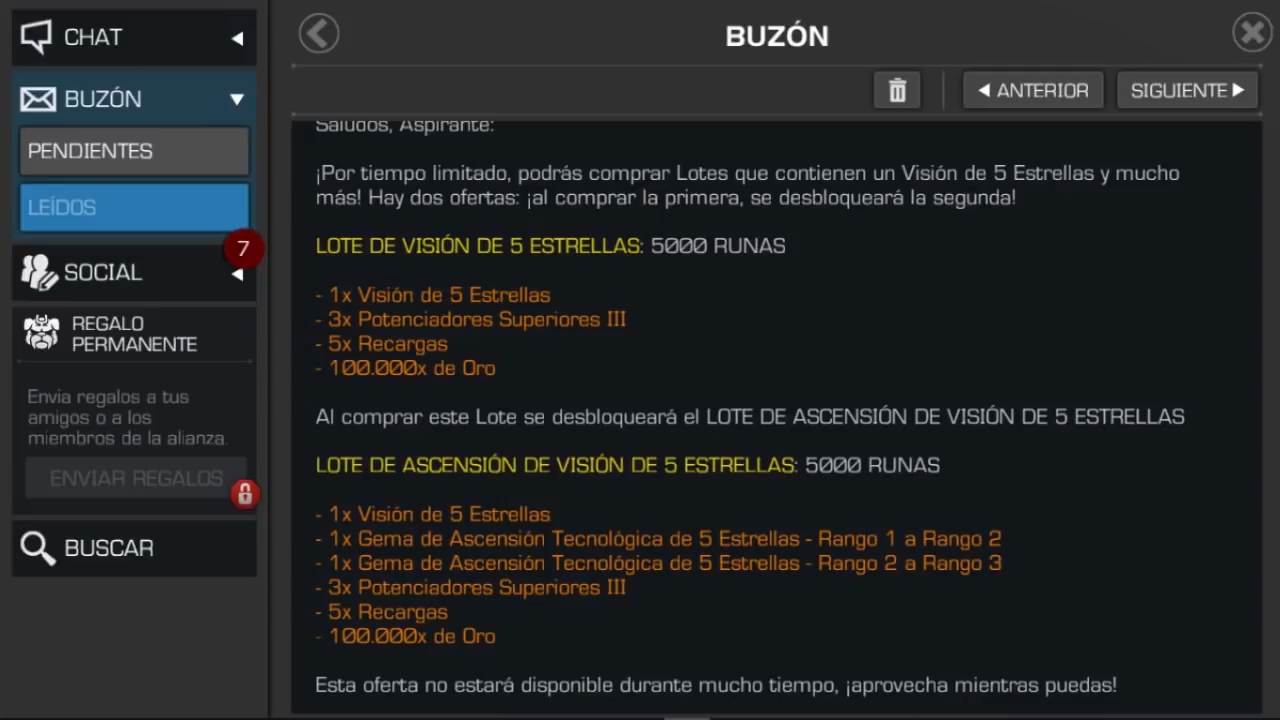 CHAT
BUZÓN
PENDIENTES
LEÍDOS
7
SOCIAL
REGALO
PERMANENTE
Envia regalos a tus
amigos o a los
miembros de la alianza.
ENVIAR REGALOS
BUSCAR
BUZÓN
ANTERIOR
SIGUIENTE
Saludos, Aspirante:
¡Por tiempo limitado, podrás comprar Lotes que contienen un Visión de 5 Estrellas y mucho
más! Hay dos ofertas: ¡al comprar la primera, se desbloqueará la segunda!
LOTE DE VISIÓN DE 5 ESTRELLAS: 5000 RUNAS
- 1x Visión de 5 Estrellas
- 3x Potenciadores Superiores III
- 5x Recargas
- 100.000x de Oro
Al comprar este Lote se desbloqueará el LOTE DE ASCENSIÓN DE VISIÓN DE 5 ESTRELLAS
LOTE DE ASCENSIÓN DE VISIÓN DE 5 ESTRELLAS: 5000 RUNAS
- 1x Visión de 5 Estrellas
- 1x Gema de Ascensión Tecnológica de 5 Estrellas - Rango 1 a Rango 2
- 1x Gema de Ascensión Tecnológica de 5 Estrellas - Rango 2 a Rango 3
- 3x Potenciadores Superiores III
- 5x Recargas
- 100.000x de Oro
Esta oferta no estará disponible durante mucho tiempo, ¡aprovecha mientras puedas!